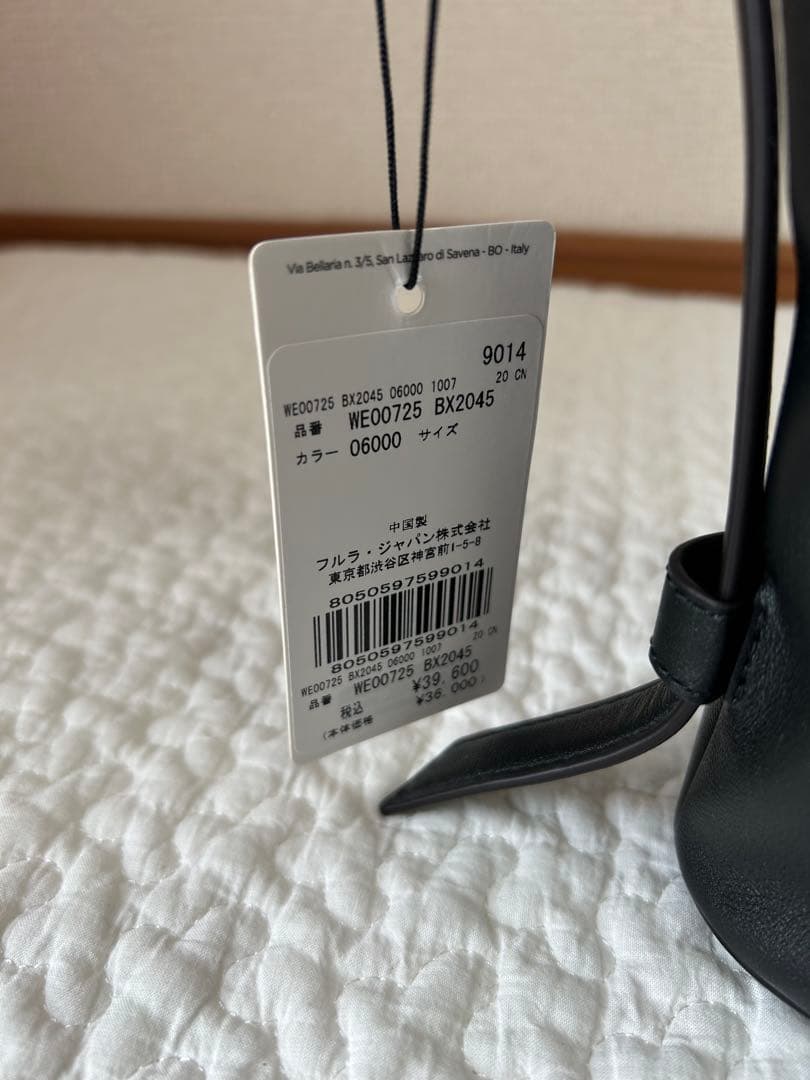 Via Bellaria n. 3/5, San Lazzaro di Savena - BO - Italy
9014
WE00725 BX2045 06000 1007 20 CN
品番 WE00725 BX2045
カラー 06000 サイズ
中国製
フルラ・ジャパン株式会社
東京都渋谷区神宮前1-5-8
8050597599014
8050597599014
WE00725 BX2045 06000 1007 20 CN
品番 WE00725 BX2045
税込 ¥39,600
(本体価格 ¥36,000)